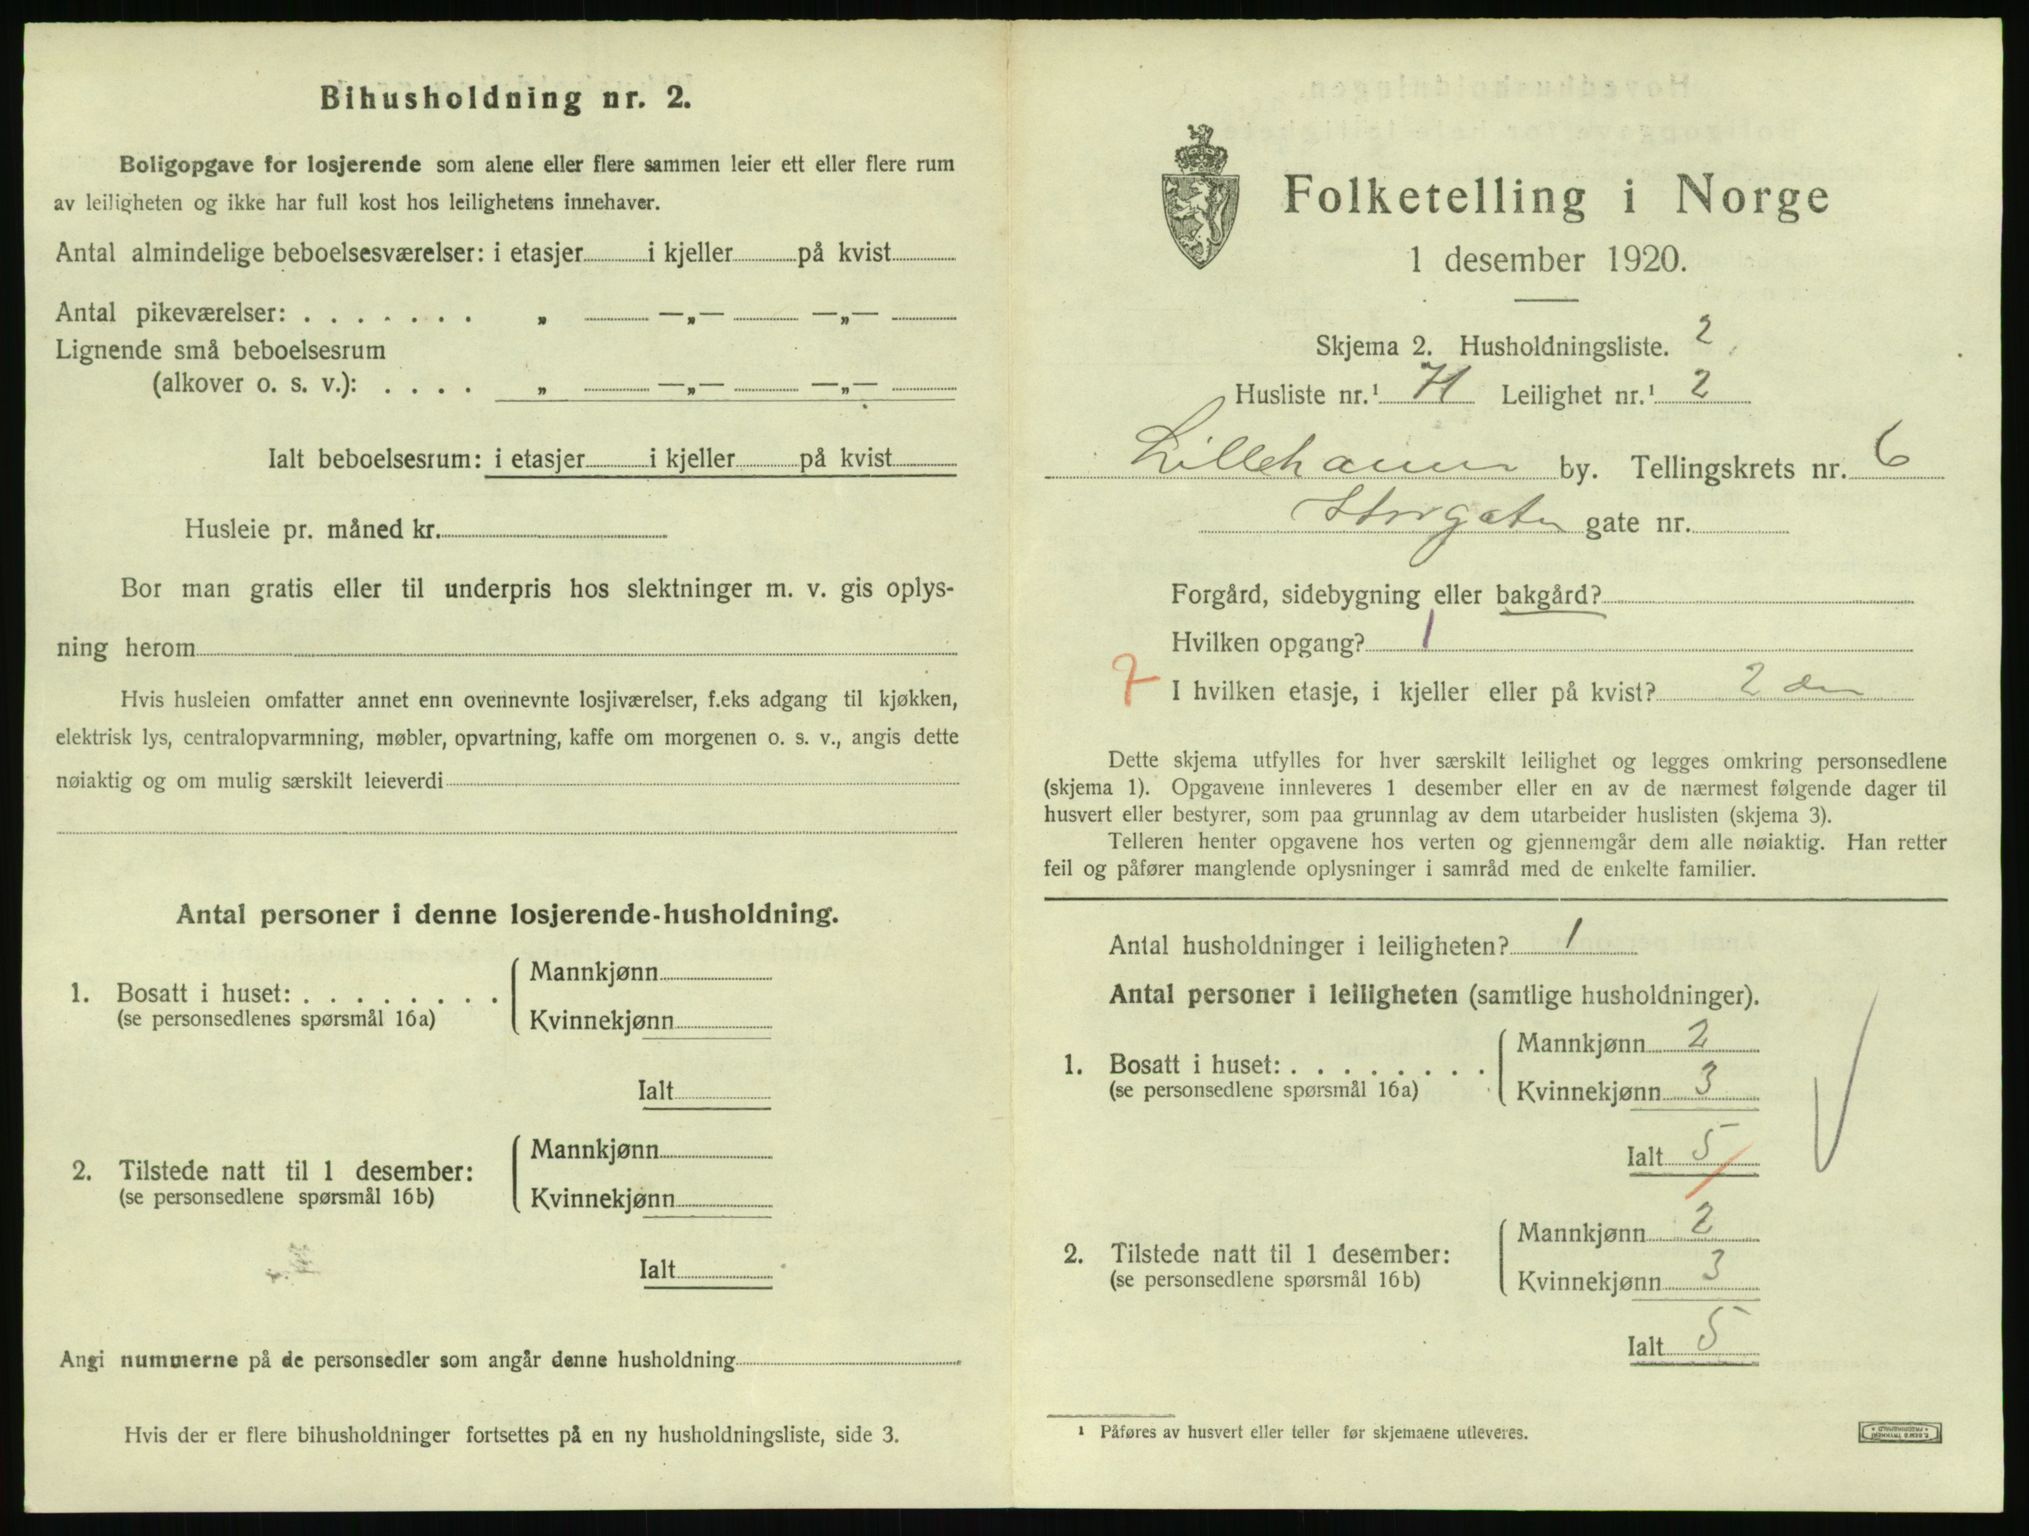 Bihusholdning nr. 2.
Boligopgave for losjerende som alene eller flere sammen leier ett eller flere rum
av leiligheten og ikke har full kost hos leilighetens innehaver.
Antal almindelige beboelsesværelser: i etasjer i kjeller på kvist
Antal pikeværelser: . . . . . . . „ —„— —„—
Lignende små beboelsesrum
(alkover o. s. v.): . . . . „ —„— —„—
Ialt beboelsesrum: i etasjer i kjeller på kvist
Husleie pr. måned kr.
Bor man gratis eller til underpris hos slektninger m. v. gis oplys-
ning herom
Hvis husleien omfatter annet enn ovennevnte losjiværelser, f.eks adgang til kjøkken,
elektrisk lys, centralopvarmning, møbler, opvartning, kaffe om morgenen o. s. v., angis dette
nøiaktig og om mulig særskilt leieverdi
Antal personer i denne losjerende-husholdning.
1. Bosatt i huset: . . . . . . . . Mannkjønn
(se personsedlenes spørsmål 16a) Kvinnekjønn
Ialt
2. Tilstede natt til 1 desember: Mannkjønn
(se personsedlene spørsmål 16b) Kvinnekjønn
Ialt
Angi nummerne på de personsedler som angår denne husholdning
Hvis der er flere bihusholdninger fortsettes på en ny husholdningsliste, side 3.
Folketelling i Norge
1 desember 1920.
Skjema 2. Husholdningsliste. 2
Husliste nr.¹ 71 Leilighet nr.¹ 2
Lillehammer by. Tellingskrets nr. 6
Storgaten gate nr.
Forgård, sidebygning eller bakgård?
Hvilken opgang? 1
7 I hvilken etasje, i kjeller eller på kvist? 2 den
Dette skjema utfylles for hver særskilt leilighet og legges omkring personsedlene
(skjema 1). Opgavene innleveres 1 desember eller en av de nærmest følgende dager til
husvert eller bestyrer, som paa grunnlag av dem utarbeider huslisten (skjema 3).
Telleren henter opgavene hos verten og gjennemgår dem alle nøiaktig. Han retter
feil og påfører manglende oplysninger i samråd med de enkelte familier.
Antal husholdninger i leiligheten? 1
Antal personer i leiligheten (samtlige husholdninger).
1. Bosatt i huset: . . . . . . . . Mannkjønn 2
(se personsedlene spørsmål 16a) Kvinnekjønn 3
Ialt 5
2. Tilstede natt til 1 desember: Mannkjønn 2
(se personsedlene spørsmål 16b) Kvinnekjønn 3
Ialt 5
¹ Påføres av husvert eller teller før skjemaene utleveres.